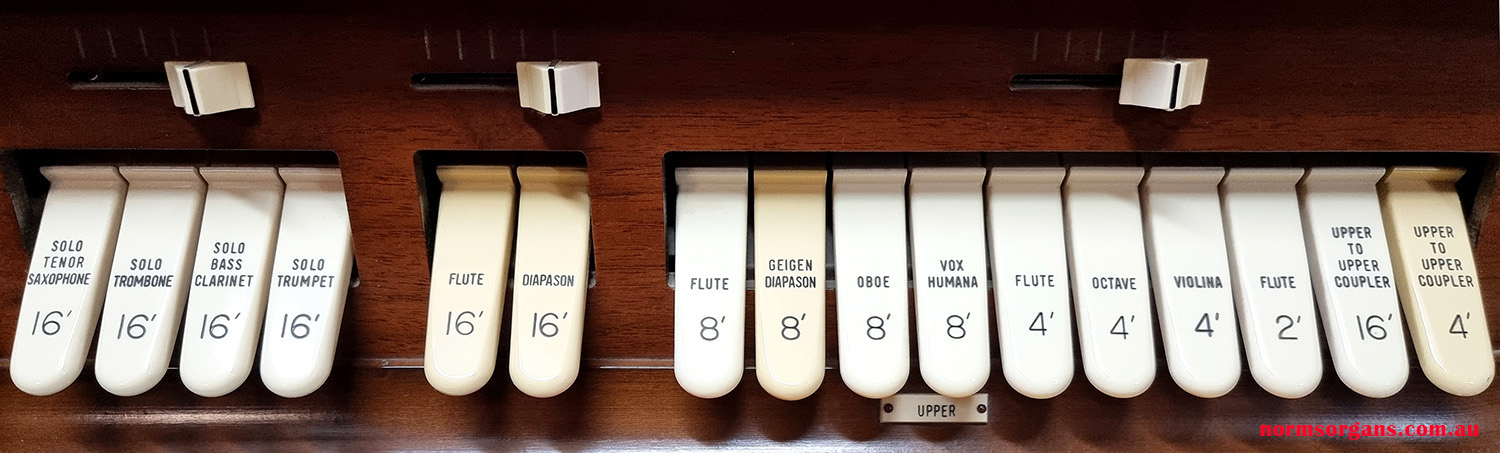 SOLO
TENOR
SAXOPHONE
16′
SOLO
TROMBONE
16′
SOLO
BASS
CLARINET
16′
SOLO
TRUMPET
16′
FLUTE
16′
DIAPASON
16′
FLUTE
8′
GEIGEN
DIAPASON
8′
OBOE
8′
VOX
HUMANA
8′
FLUTE
4′
OCTAVE
4′
VIOLINA
4′
FLUTE
2′
UPPER
TO
UPPER
COUPLER
16′
UPPER
TO
UPPER
COUPLER
4′
UPPER
normsorgans.com.au